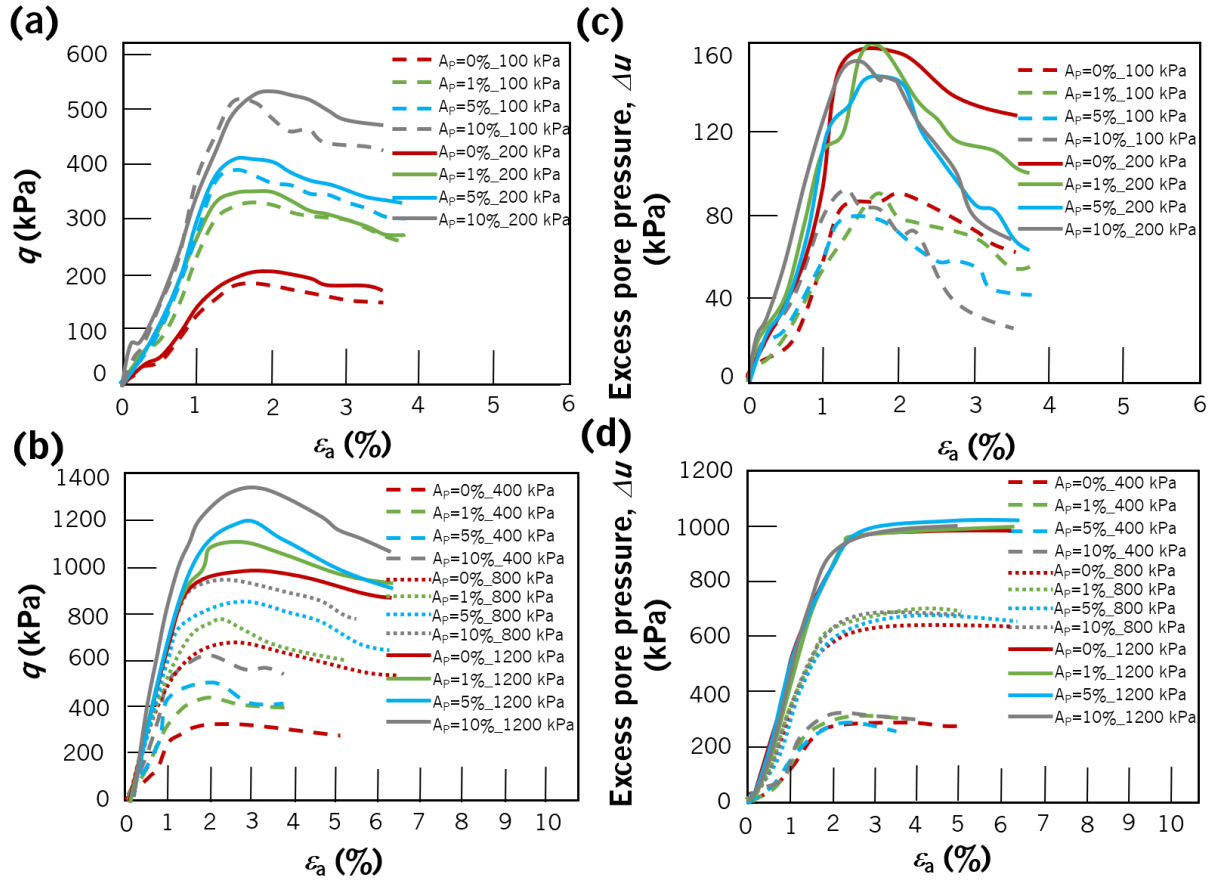 (a)
q (kPa)
600
500
400
300
200
100
0
0 1 2 3 4 5 6
εa (%)
AP=0%_100 kPa
AP=1%_100 kPa
AP=5%_100 kPa
AP=10%_100 kPa
AP=0%_200 kPa
AP=1%_200 kPa
AP=5%_200 kPa
AP=10%_200 kPa
(c)
Excess pore pressure, Δu
(kPa)
160
120
80
40
0
0 1 2 3 4 5 6
εa (%)
AP=0%_100 kPa
AP=1%_100 kPa
AP=5%_100 kPa
AP=10%_100 kPa
AP=0%_200 kPa
AP=1%_200 kPa
AP=5%_200 kPa
AP=10%_200 kPa
(b)
q (kPa)
1400
1200
1000
800
600
400
200
0
0 1 2 3 4 5 6 7 8 9 10
εa (%)
AP=0%_400 kPa
AP=1%_400 kPa
AP=5%_400 kPa
AP=10%_400 kPa
AP=0%_800 kPa
AP=1%_800 kPa
AP=5%_800 kPa
AP=10%_800 kPa
AP=0%_1200 kPa
AP=1%_1200 kPa
AP=5%_1200 kPa
AP=10%_1200 kPa
(d)
Excess pore pressure, Δu
(kPa)
1200
1000
800
600
400
200
0
0 1 2 3 4 5 6 7 8 9 10
εa (%)
AP=0%_400 kPa
AP=1%_400 kPa
AP=5%_400 kPa
AP=10%_400 kPa
AP=0%_800 kPa
AP=1%_800 kPa
AP=5%_800 kPa
AP=10%_800 kPa
AP=0%_1200 kPa
AP=1%_1200 kPa
AP=5%_1200 kPa
AP=10%_1200 kPa